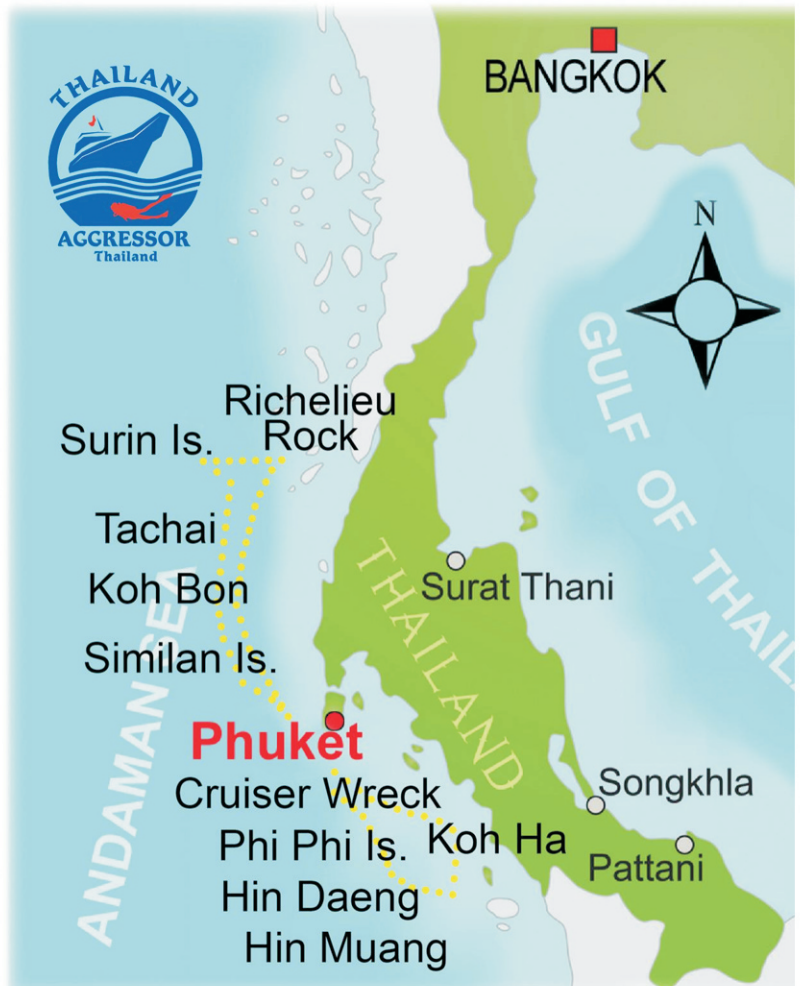 THAILAND
AGGRESSOR
Thailand
BANGKOK
N
GULF OF THAILA
Richelieu
Rock
Surin Is.
Tachai
Koh Bon
Similan Is.
ANDAMAN SEA
THAILAND
Surat Thani
Phuket
Cruiser Wreck
Songkhla
Phi Phi Is.
Koh Ha
Pattani
Hin Daeng
Hin Muang